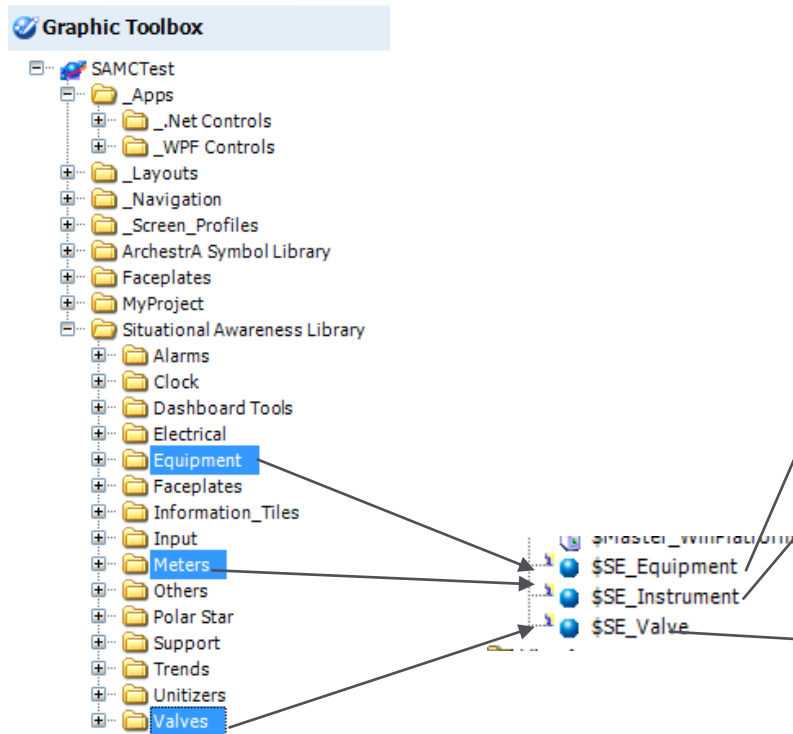 Graphic Toolbox
SAMCTest
_Apps
_.Net Controls
_WPF Controls
_Layouts
_Navigation
_Screen_Profiles
ArchestrA Symbol Library
Faceplates
MyProject
Situational Awareness Library
Alarms
Clock
Dashboard Tools
Electrical
Equipment
Faceplates
Information_Tiles
Input
Meters
Others
Polar Star
Support
Trends
Unitizers
Valves
$SE_Equipment
$SE_Instrument
$SE_Valve